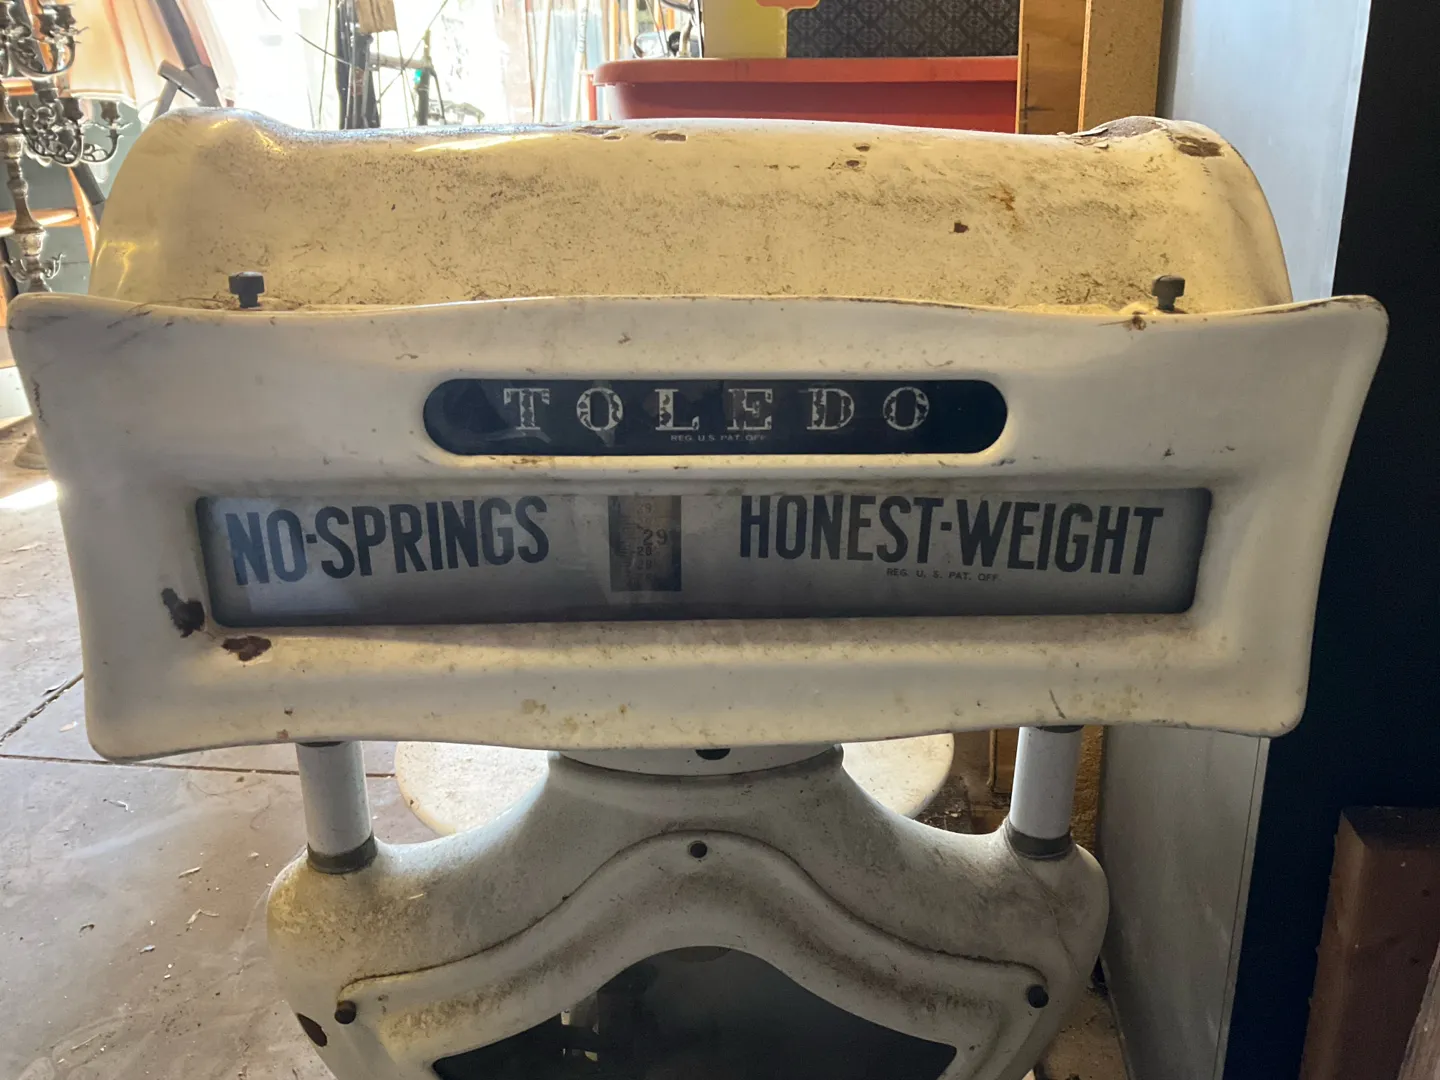 TOLEDO
REG. U.S. PAT. OFF.
NO-SPRINGS
29
HONEST-WEIGHT
REG. U. S. PAT. OFF.